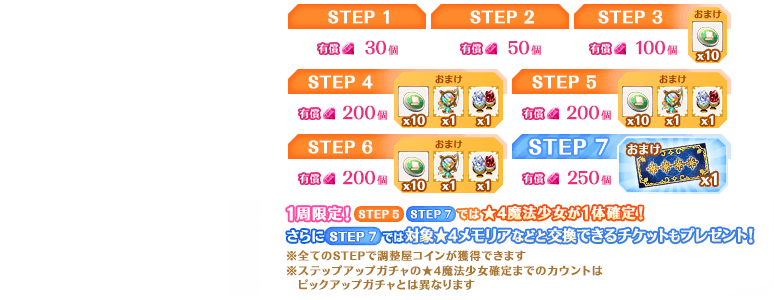 STEP 1 STEP 2 STEP 3 おまけ
有償 30個 有償 50個 有償 100個 x10
STEP 4 おまけ STEP 5 おまけ
有償 200個 x10 x1 x1 有償 200個 x10 x1 x1
STEP 6 おまけ STEP 7 おまけ
有償 200個 x10 x1 x1 有償 250個 x1
1周限定! STEP 5 STEP 7 では★4魔法少女が1体確定!
さらに STEP 7 では対象★4メモリアなどと交換できるチケットもプレゼント!
※全てのSTEPで調整屋コインが獲得できます
※ステップアップガチャの★4魔法少女確定までのカウントは
ピックアップガチャとは異なります